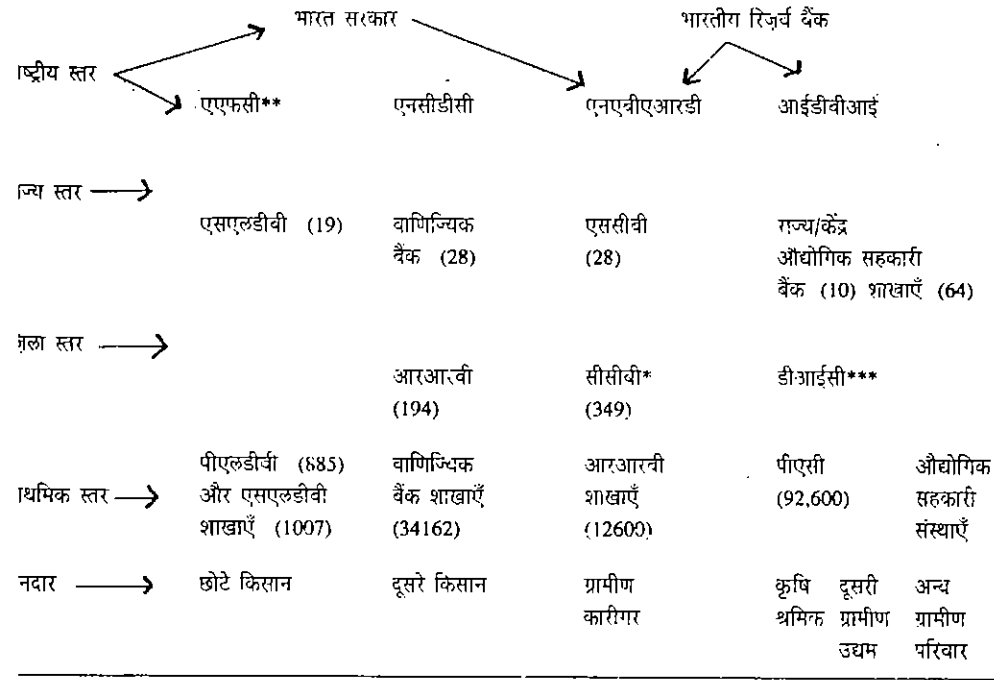 भारत सरकार भारतीय रिज़र्व बैंक
ाष्ट्रीय स्तर
एएफसी** एनसीडीसी एनएबीएआरडी आईडीबीआई
ाज्य स्तर
एसएलडीबी (19) वाणिज्यिक एससीबी राज्य/केंद्र
बैंक (28) (28) औद्योगिक सहकारी
बैंक (10) शाखाएँ (64)
ज़िला स्तर
आरआरबी सीसीबी* डीआईसी***
(194) (349)
पीएलडीबी (885) वाणिज्यिक आरआरबी पीएसी औद्योगिक
ाथमिक स्तर और एसएलडीबी बैंक शाखाएँ शाखाएँ (92,600) सहकारी
शाखाएँ (1007) (34162) (12600) संस्थाएँ
नदार छोटे किसान दूसरे किसान ग्रामीण कृषि दूसरी अन्य
कारीगर श्रमिक ग्रामीण ग्रामीण
उद्यम परिवार